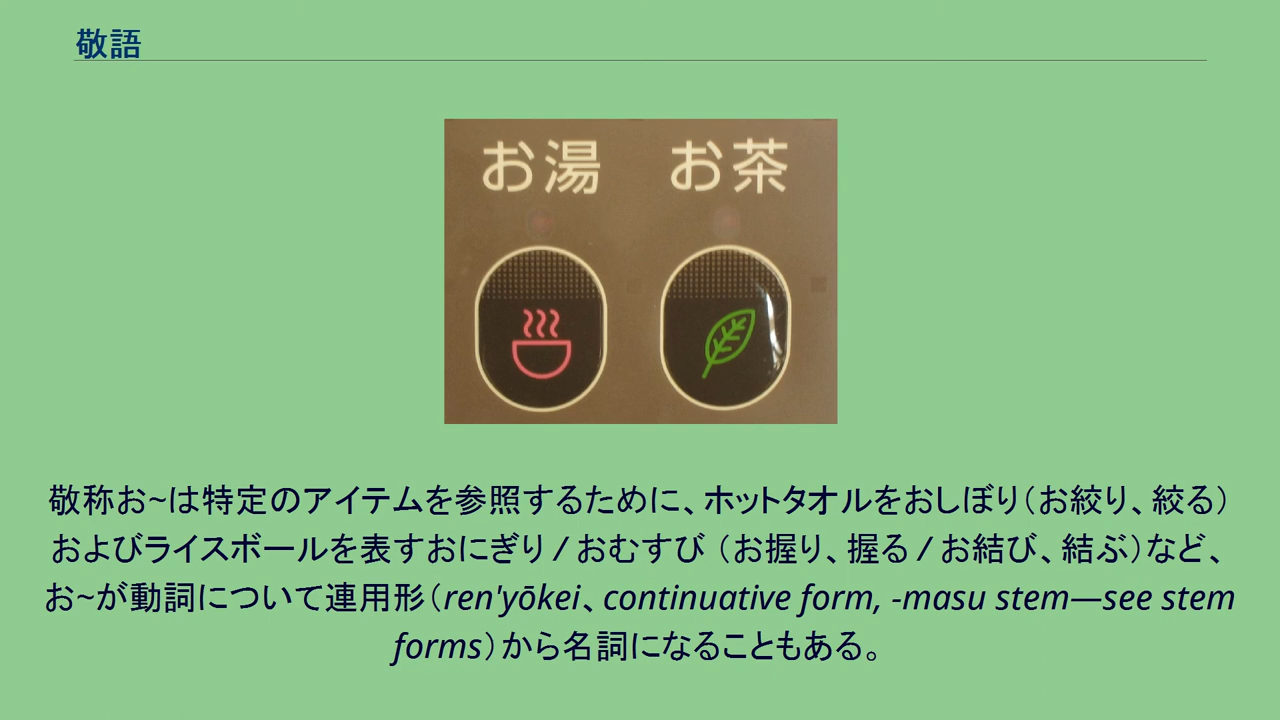 敬語
お湯 お茶
敬称お~は特定のアイテムを参照するために、ホットタオルをおしぼり（お絞り、絞る）
およびライスボールを表すおにぎり / おむすび （お握り、握る / お結び、結ぶ）など、
お~が動詞について連用形（ren'yōkei、continuative form, -masu stem—see stem
forms）から名詞になることもある。